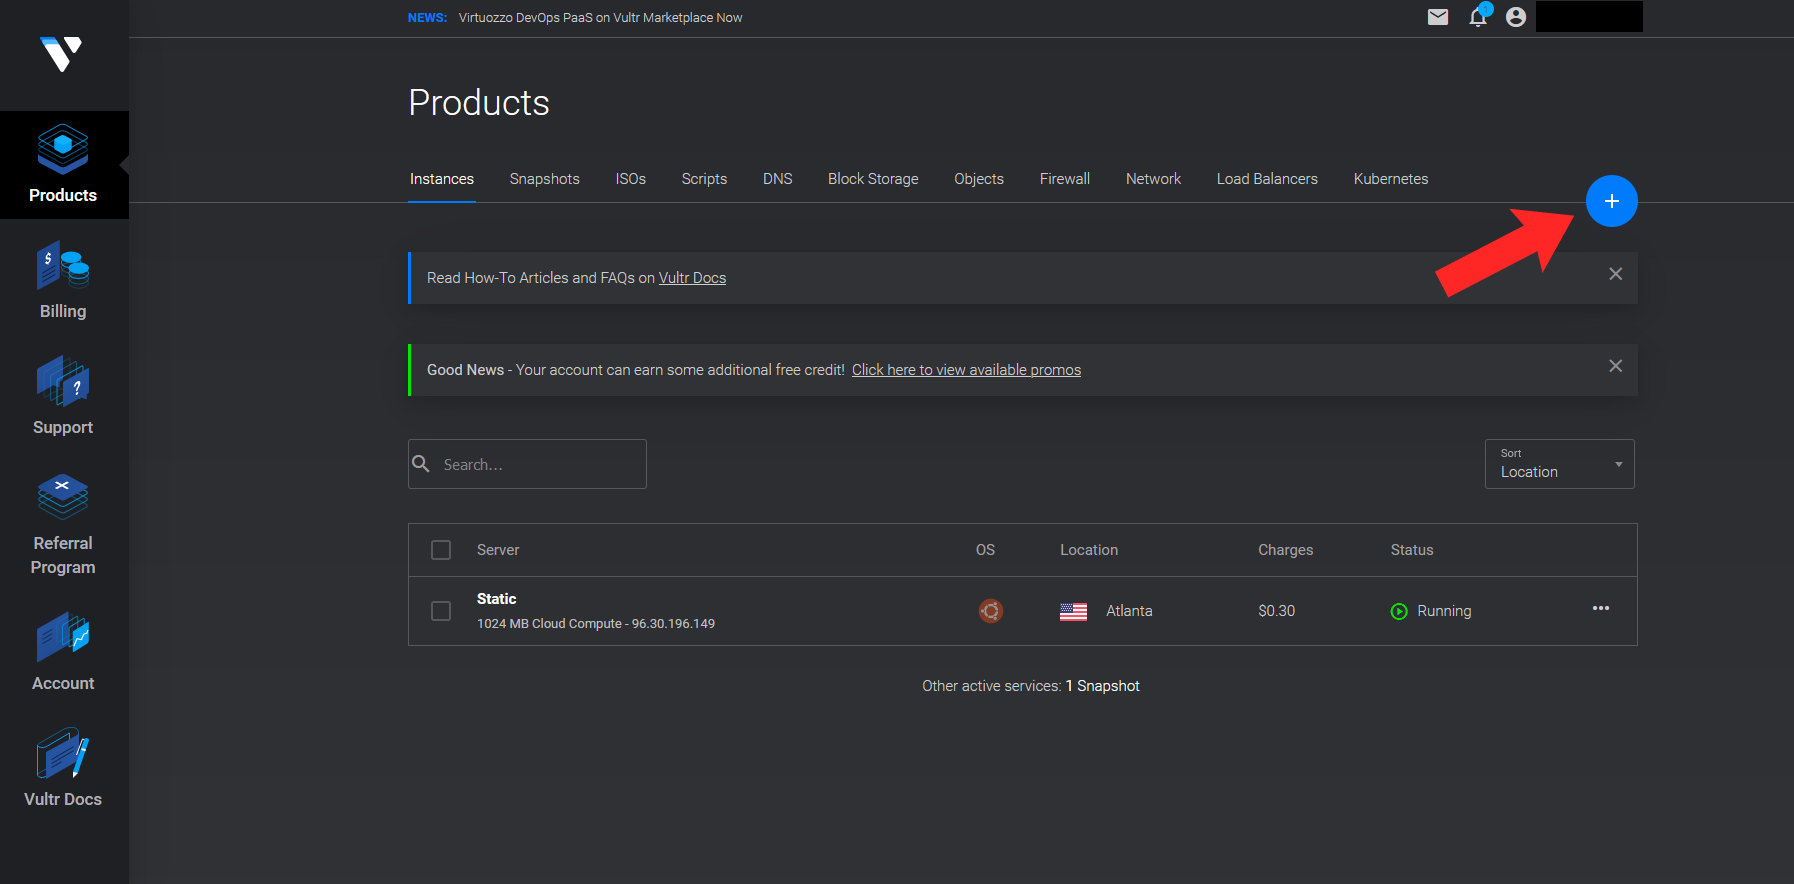 NEWS: Virtuozzo DevOps PaaS on Vultr Marketplace Now
1
Products
Products
Instances Snapshots ISOs Scripts DNS Block Storage Objects Firewall Network Load Balancers Kubernetes
+
Billing
$
Read How-To Articles and FAQs on Vultr Docs
Support
?
Good News - Your account can earn some additional free credit! Click here to view available promos
Referral
Program
Search...
Sort
Location
Account
Server OS Location Charges Status
Static
1024 MB Cloud Compute - 96.30.196.149
Atlanta $0.30 Running
Vultr Docs
Other active services: 1 Snapshot